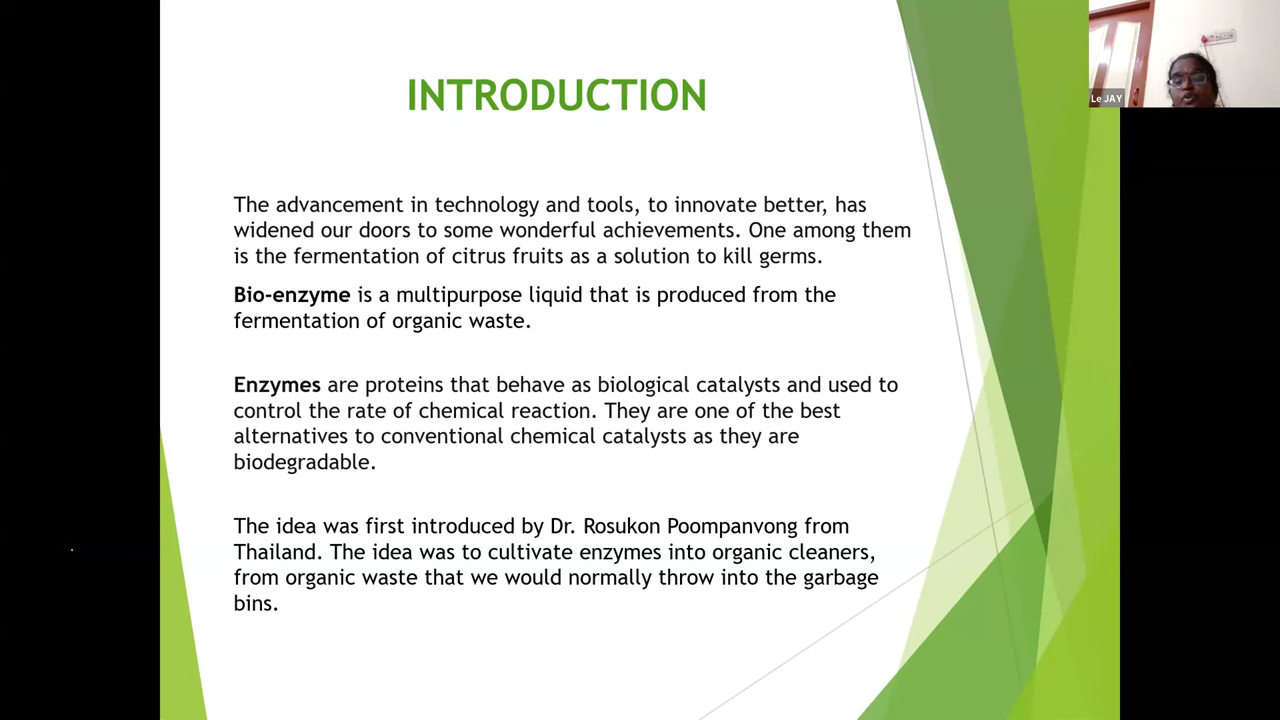 INTRODUCTION
Le JAY
The advancement in technology and tools, to innovate better, has
widened our doors to some wonderful achievements. One among them
is the fermentation of citrus fruits as a solution to kill germs.
Bio-enzyme is a multipurpose liquid that is produced from the
fermentation of organic waste.
Enzymes are proteins that behave as biological catalysts and used to
control the rate of chemical reaction. They are one of the best
alternatives to conventional chemical catalysts as they are
biodegradable.
The idea was first introduced by Dr. Rosukon Poompanvong from
Thailand. The idea was to cultivate enzymes into organic cleaners,
from organic waste that we would normally throw into the garbage
bins.